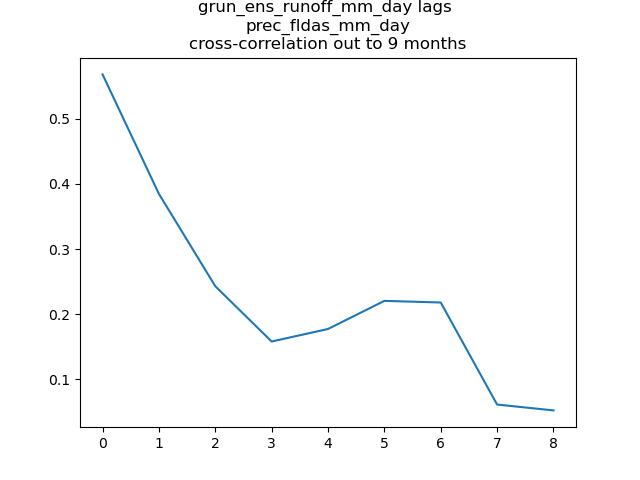 grun_ens_runoff_mm_day lags
prec_fldas_mm_day
cross-correlation out to 9 months
0.5
0.4
0.3
0.2
0.1
0 1 2 3 4 5 6 7 8